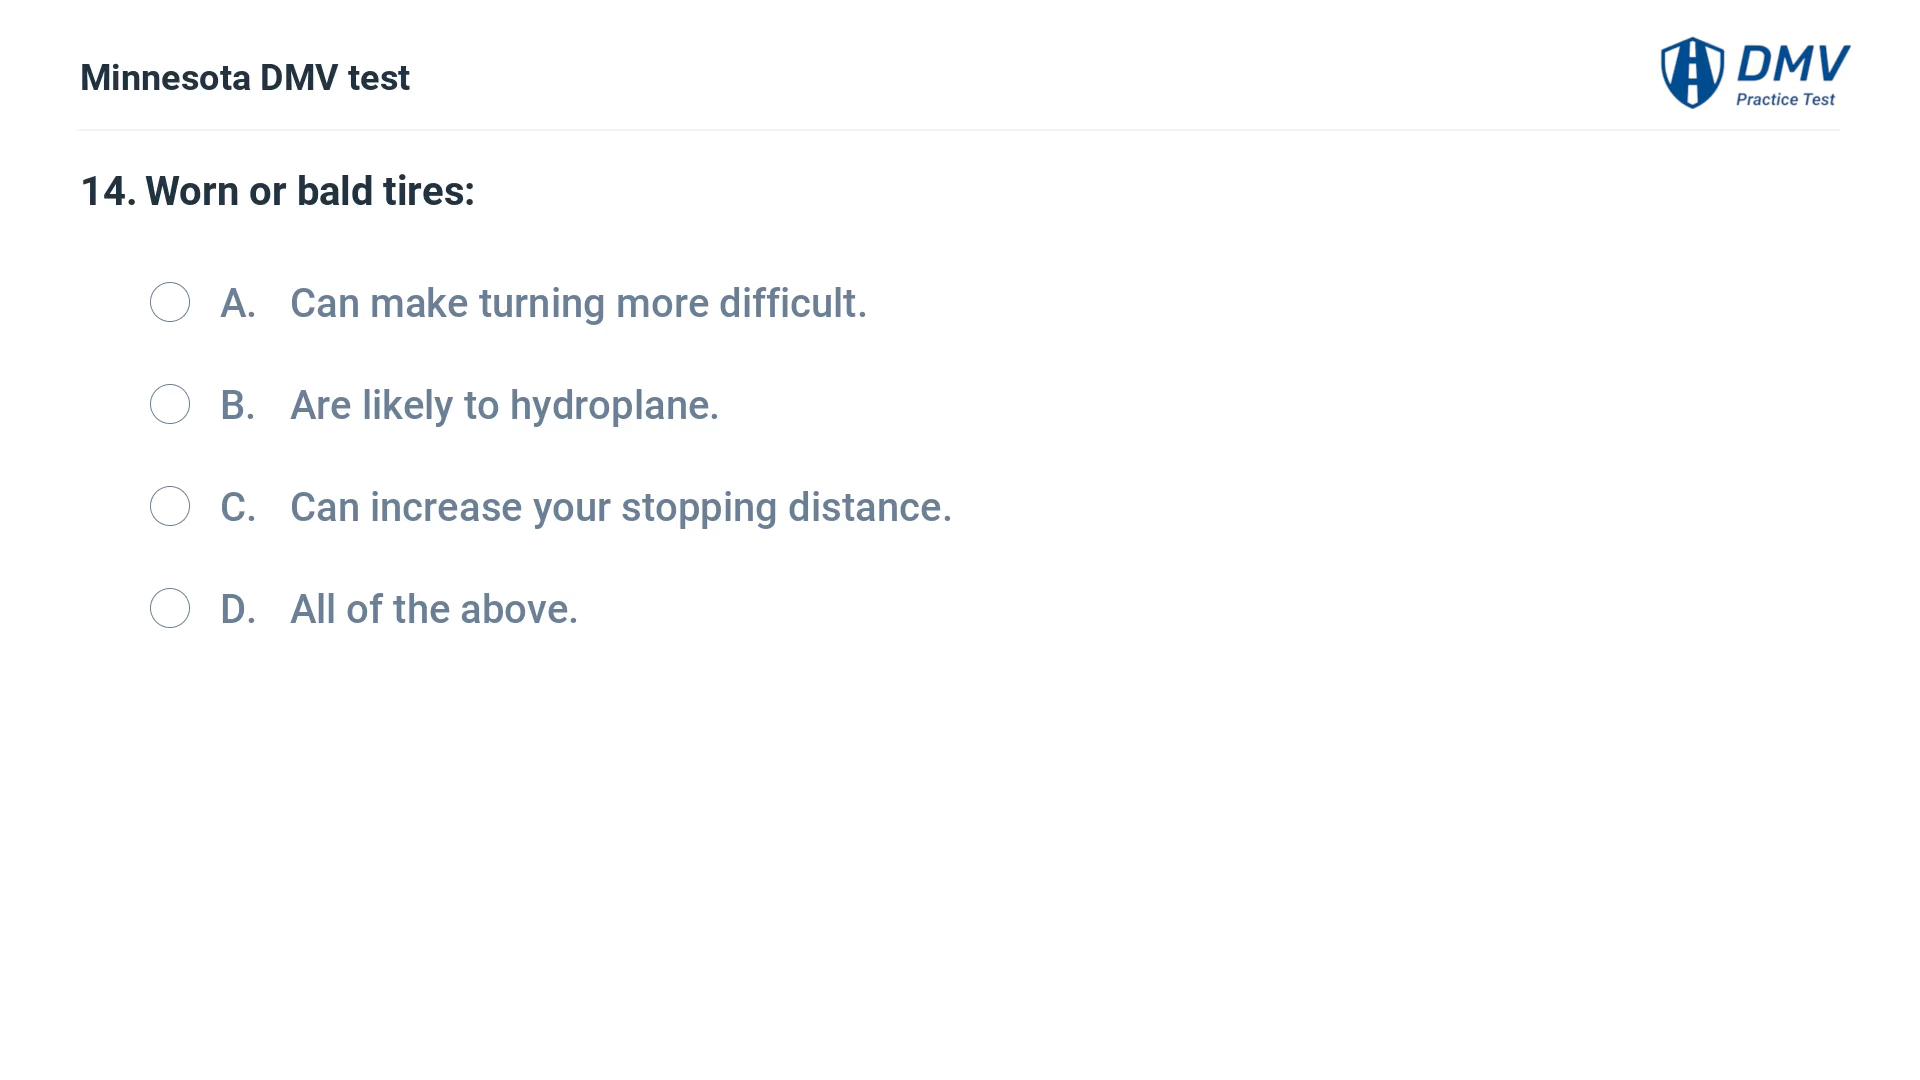 Minnesota DMV test
DMV
Practice Test
14. Worn or bald tires:
A. Can make turning more difficult.
B. Are likely to hydroplane.
C. Can increase your stopping distance.
D. All of the above.